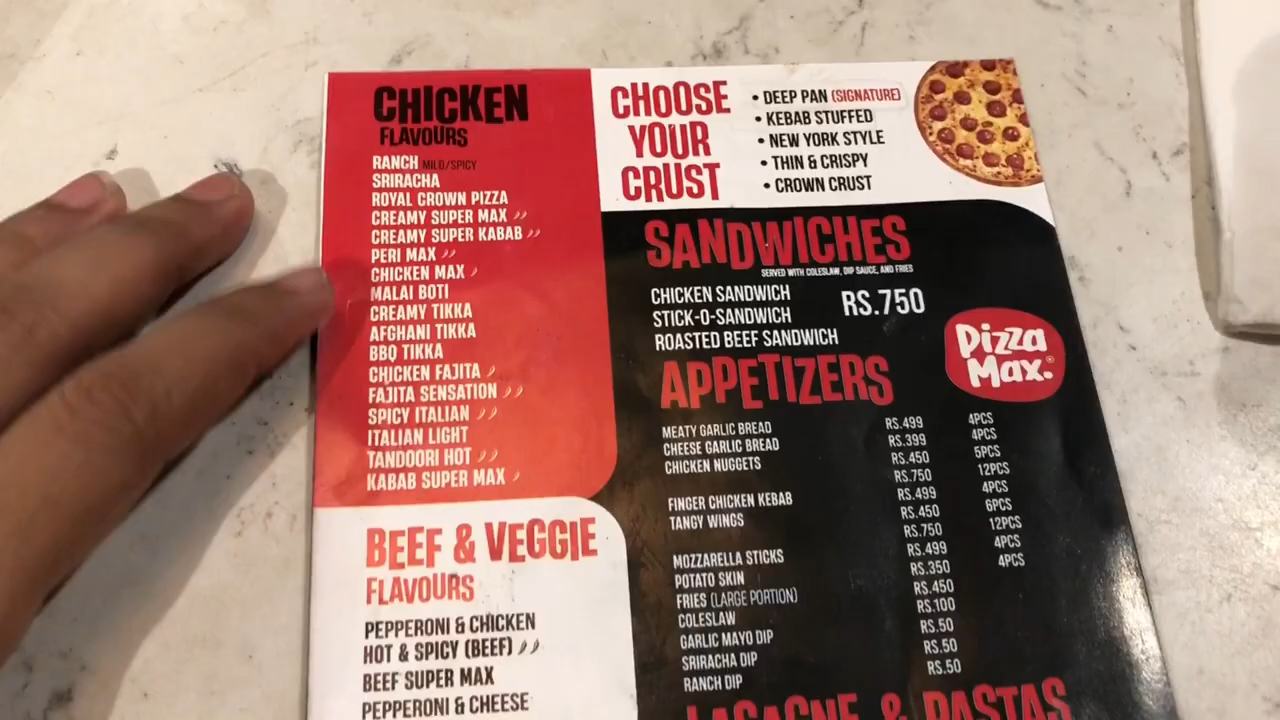 CHICKEN
FLAVOURS
RANCH MILD/SPICY
SRIRACHA
ROYAL CROWN PIZZA
CREAMY SUPER MAX
CREAMY SUPER KABAB
PERI MAX
CHICKEN MAX
MALAI BOTI
CREAMY TIKKA
AFGHANI TIKKA
BBQ TIKKA
CHICKEN FAJITA
FAJITA SENSATION
SPICY ITALIAN
ITALIAN LIGHT
TANDOORI HOT
KABAB SUPER MAX
BEEF & VEGGIE
FLAVOURS
PEPPERONI & CHICKEN
HOT & SPICY (BEEF)
BEEF SUPER MAX
PEPPERONI & CHEESE
CHOOSE
YOUR
CRUST
• DEEP PAN (SIGNATURE)
• KEBAB STUFFED
• NEW YORK STYLE
• THIN & CRISPY
• CROWN CRUST
SANDWICHES
SERVED WITH COLESLAW, DIP SAUCE, AND FRIES
CHICKEN SANDWICH
STICK-O-SANDWICH RS.750
ROASTED BEEF SANDWICH
Pizza
Max.
APPETIZERS
MEATY GARLIC BREAD RS.499 4PCS
CHEESE GARLIC BREAD RS.399 4PCS
CHICKEN NUGGETS RS.450 5PCS
RS.750 12PCS
FINGER CHICKEN KEBAB RS.499 4PCS
TANGY WINGS RS.450 6PCS
RS.750 12PCS
MOZZARELLA STICKS RS.499 4PCS
POTATO SKIN RS.350 4PCS
FRIES (LARGE PORTION) RS.450
COLESLAW RS.100
GARLIC MAYO DIP RS.50
SRIRACHA DIP RS.50
RANCH DIP RS.50
LASAGNE & PASTAS